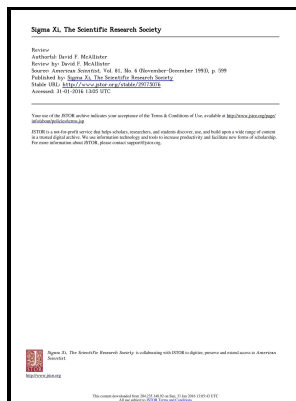 Sigma Xi, The Scientific Research Society
Review
Author(s): David F. McAllister
Review by: David F. McAllister
Source: American Scientist, Vol. 81, No. 6 (November-December 1993), p. 599
Published by: Sigma Xi, The Scientific Research Society
Stable URL: http://www.jstor.org/stable/29775076
Accessed: 31-01-2016 13:05 UTC
Your use of the JSTOR archive indicates your acceptance of the Terms & Conditions of Use, available at http://www.jstor.org/page/
info/about/policies/terms.jsp
JSTOR is a not-for-profit service that helps scholars, researchers, and students discover, use, and build upon a wide range of content
in a trusted digital archive. We use information technology and tools to increase productivity and facilitate new forms of scholarship.
For more information about JSTOR, please contact support@jstor.org.
Sigma Xi, The Scientific Research Society is collaborating with JSTOR to digitize, preserve and extend access to American
Scientist.
JSTOR
http://www.jstor.org
This content downloaded from
on Sun, 31 Jan 2016 13:05:43 UTC
All use subject to JSTOR Terms and Conditions